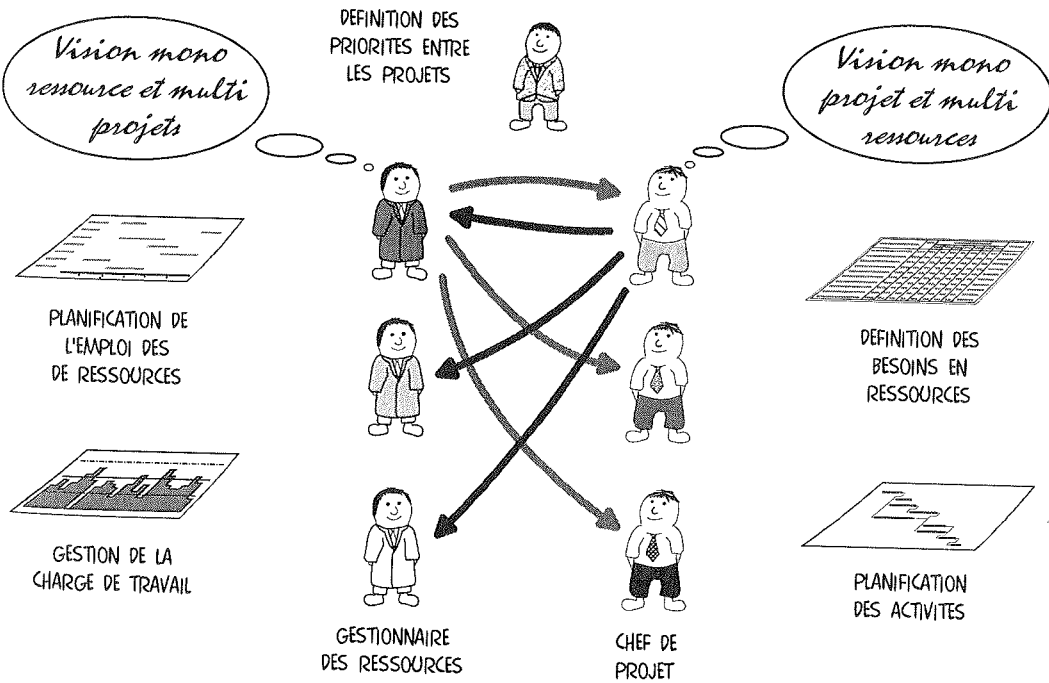 DEFINITION DES
PRIORITES ENTRE
LES PROJETS
Vision mono
ressource et multi
projets
Vision mono
projet et multi
ressources
PLANIFICATION DE
L'EMPLOI DES
DE RESSOURCES
DEFINITION DES
BESOINS EN
RESSOURCES
GESTION DE LA
CHARGE DE TRAVAIL
PLANIFICATION
DES ACTIVITES
GESTIONNAIRE
DES RESSOURCES
CHEF DE
PROJET